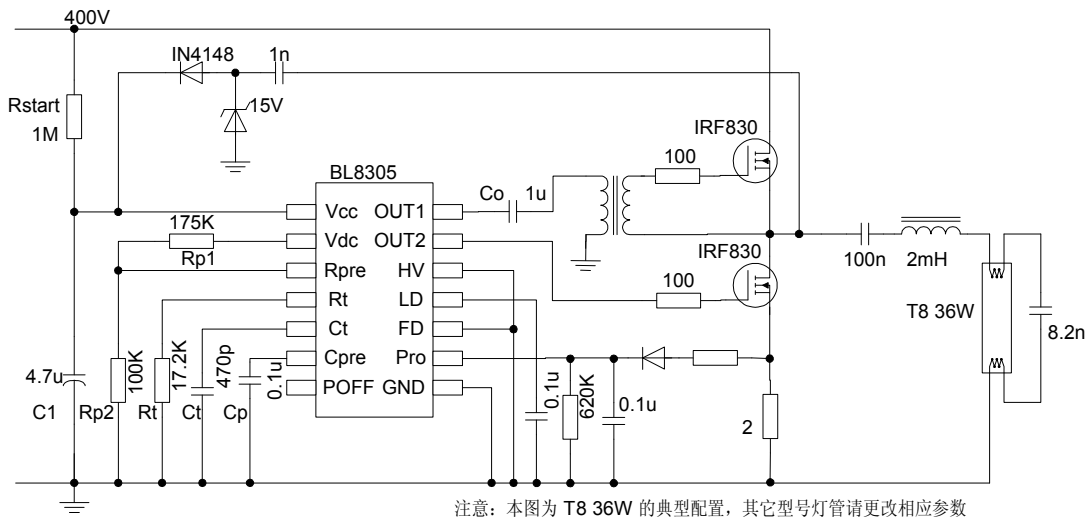 400V
IN4148
1n
Rstart
1M
15V
IRF830
100
BL8305
Co
1u
Vcc OUT1
175K
Vdc OUT2
Rp1
IRF830
Rpre HV
100n
2mH
Rt LD
100
T8 36W
Ct FD
8.2n
Cpre Pro
POFF GND
4.7u
100K
17.2K
470p
0.1u
0.1u
620K
0.1u
2
C1
Rp2
Rt
Ct
Cp
注意：本图为 T8 36W 的典型配置，其它型号灯管请更改相应参数